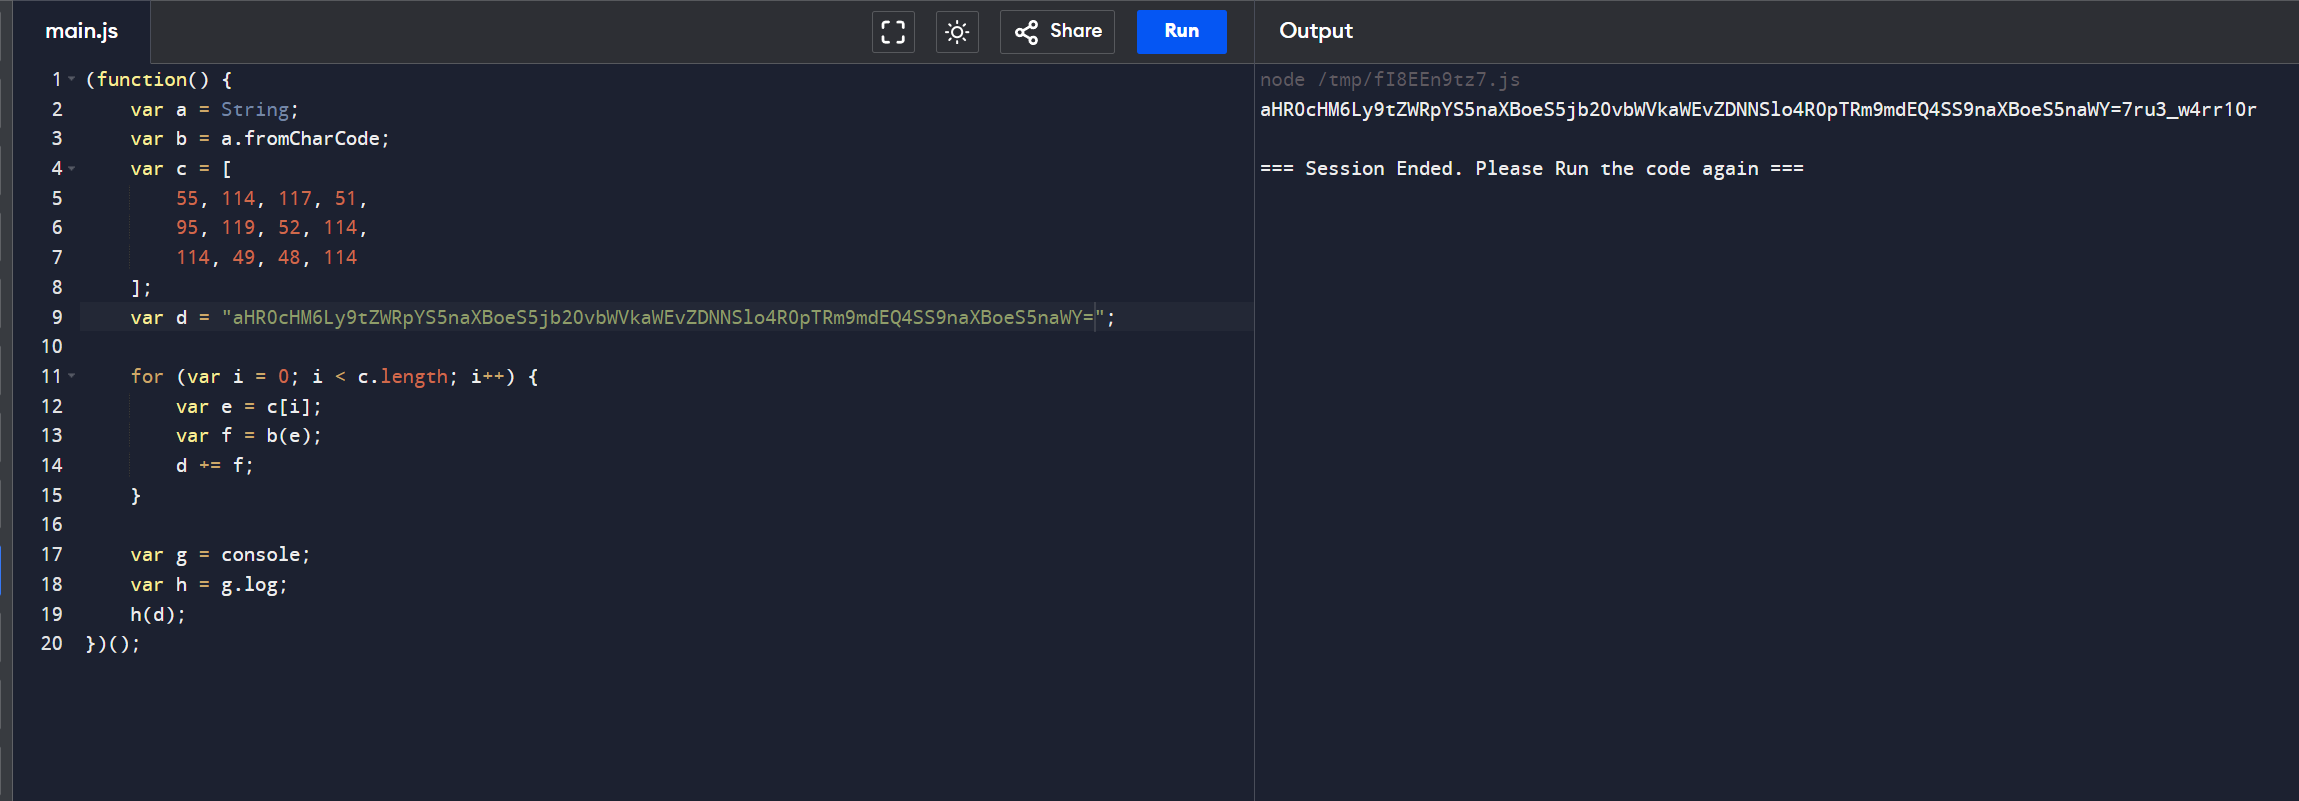 main.js
Share
Run
Output
1 (function() {
2 var a = String;
3 var b = a.fromCharCode;
4 var c = [
5 55, 114, 117, 51,
6 95, 119, 52, 114,
7 114, 49, 48, 114
8 ];
9 var d = "aHR0cHM6Ly9tZWRpYS5naXBoeS5jb20vbWVkaWEvZDNNSlo4R0pTRm9mdEQ4SS9naXBoeS5naWY=";
10
11 for (var i = 0; i < c.length; i++) {
12 var e = c[i];
13 var f = b(e);
14 d += f;
15 }
16
17 var g = console;
18 var h = g.log;
19 h(d);
20 })();
node /tmp/fI8EEn9tz7.js
aHR0cHM6Ly9tZWRpYS5naXBoeS5jb20vbWVkaWEvZDNNSlo4R0pTRm9mdEQ4SS9naXBoeS5naWY=7ru3_w4rr10r
=== Session Ended. Please Run the code again ===